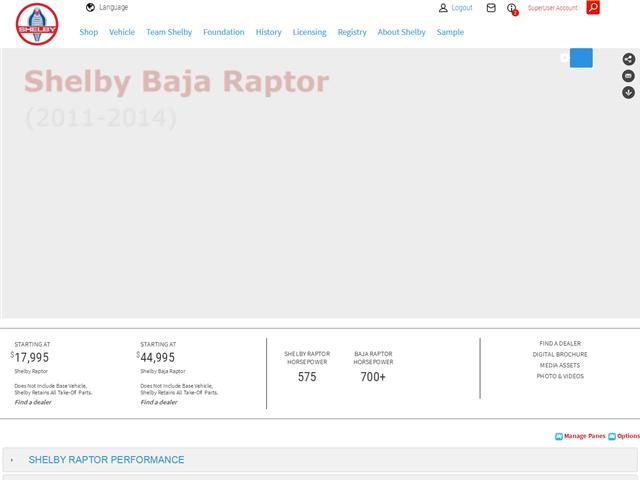 SHELBY
Language
Logout
2
SuperUser Account
Shop Vehicle Team Shelby Foundation History Licensing Registry About Shelby Sample
Shelby Baja Raptor
(2011-2014)
STARTING AT
$17,995
Shelby Raptor
Does Not Include Base Vehicle,
Shelby Retains All Take-Off Parts.
Find a dealer
STARTING AT
$44,995
Shelby Baja Raptor
Does Not Include Base Vehicle,
Shelby Retains All Take-Off Parts.
Find a dealer
SHELBY RAPTOR
HORSEPOWER
575
BAJA RAPTOR
HORSEPOWER
700+
FIND A DEALER
DIGITAL BROCHURE
MEDIA ASSETS
PHOTO & VIDEOS
Manage Panes Options
SHELBY RAPTOR PERFORMANCE